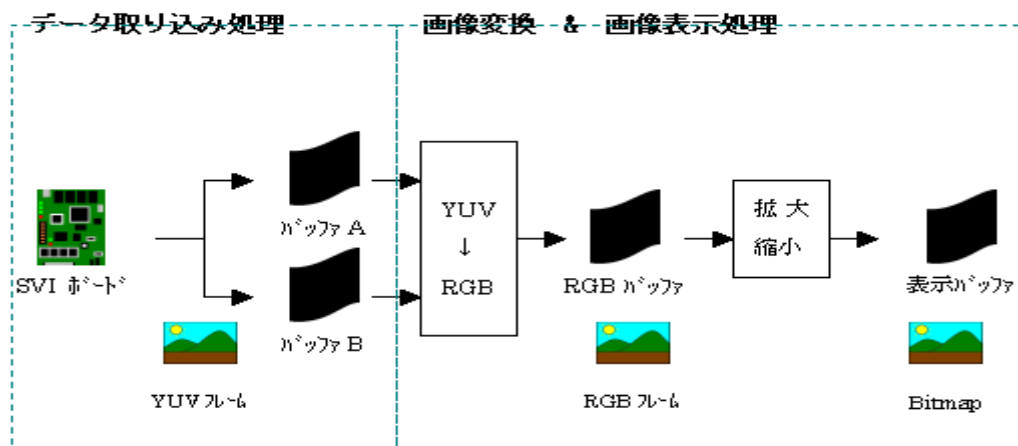 データ取り込み処理
画像変換 & 画像表示処理
バッファ A
SVI ボード
バッファ B
YUV フレーム
YUV
↓
RGB
RGB バッファ
RGB フレーム
拡 大
縮 小
表示バッファ
Bitmap